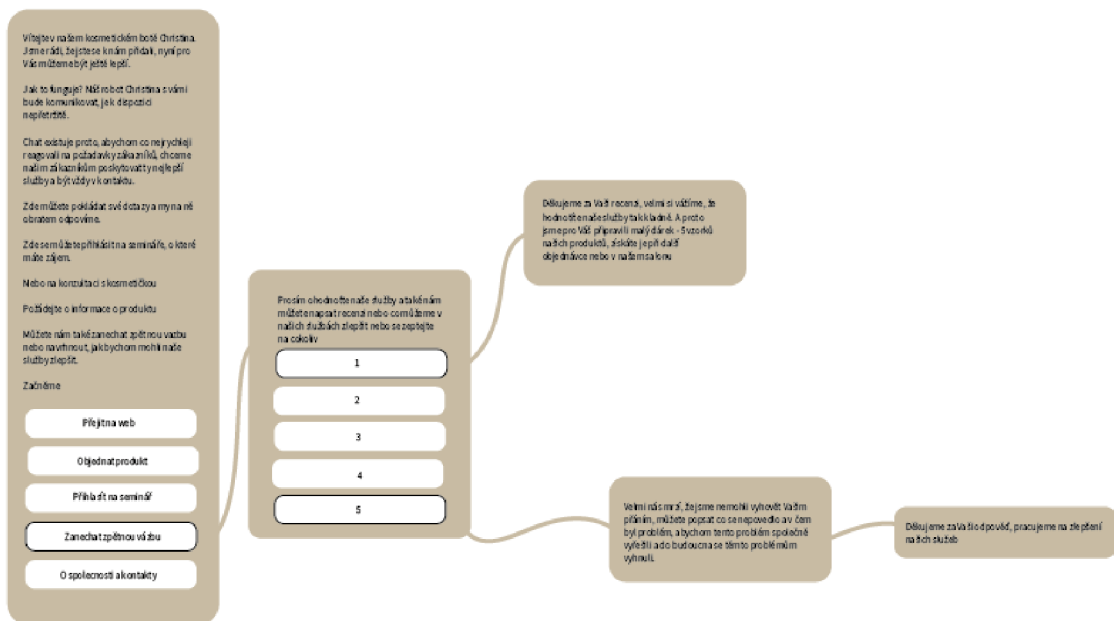 Vítejte v našem kosmetickém botě Christina.
Jsme rádi, že jste se k nám přidali, nyní pro
Vás můžeme být ještě lepší.
Jak to funguje? Náš robot Christina s vámi
bude komunikovat, je k dispozici
nepřetržitě.
Chat existuje proto, abychom co nejrychleji
reagovali na požadavky zákazníků, chceme
našim zákazníkům poskytovat ty nejlepší
služby a být vždy v kontaktu.
Zde můžete pokládat své dotazy a my na ně
obratem odpovíme.
Zde se můžete přihlásit na semináře, o které
máte zájem.
Nebo na konzultaci s kosmetičkou
Požádejte o informace o produktu
Můžete nám také zanechat zpětnou vazbu
nebo navrhnout, jak bychom mohli naše
služby zlepšit.
Začněme
Přejít na web
Objednat produkt
Přihlasít na seminář
Zanechat zpětnou vázbu
O spolecnosti a kontakty
Prosím ohodnoťte naše služby a také nám
můžete napsat recenzi nebo co můžeme v
našich službách zlepšit nebo se zeptejte
na cokoliv
1
2
3
4
5
Děkujeme za Vaši recenzi, velmi si vážíme, že
hodnotíte naše služby tak kladně. A proto
jsme pro Váš připravili malý dárek - 5 vzorků
našich produktů, získáte je při další
objednávce nebo v našem salonu
Velmi nás mrzí, že jsme nemohli vyhovět Vašim
přáním, můžete popsat co se nepovedlo a v čem
byl problém, abychom tento problém společně
vyřešili a do budoucna se těmto problémům
vyhnuli.
Děkujeme za Vaši odpověď, pracujeme na zlepšení
našich služeb